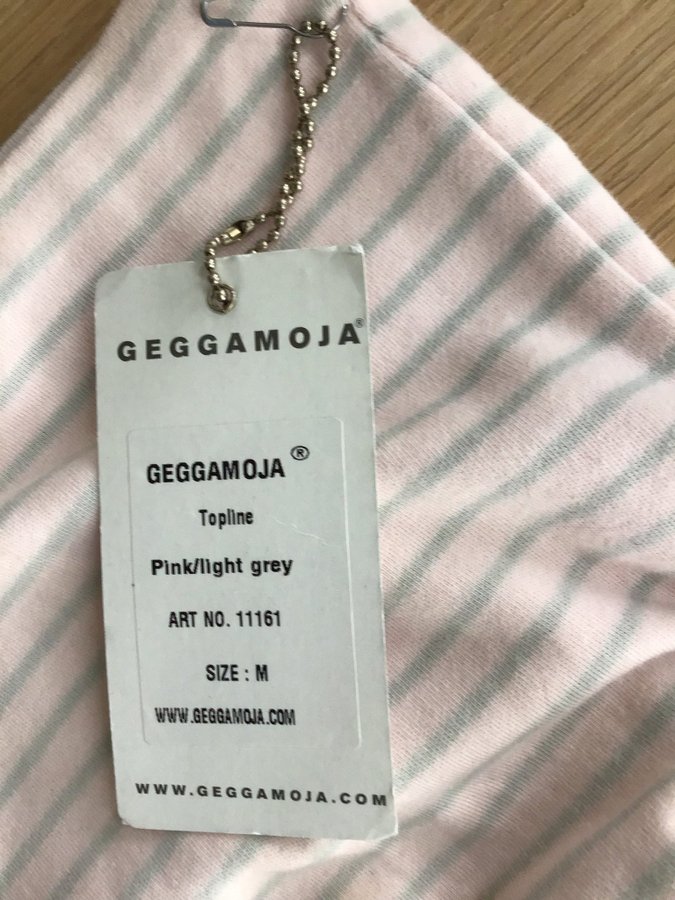 GEGGAMOJA®
GEGGAMOJA®
Topline
Pink/light grey
ART NO. 11161
SIZE : M
WWW.GEGGAMOJA.COM
WWW.GEGGAMOJA.COM